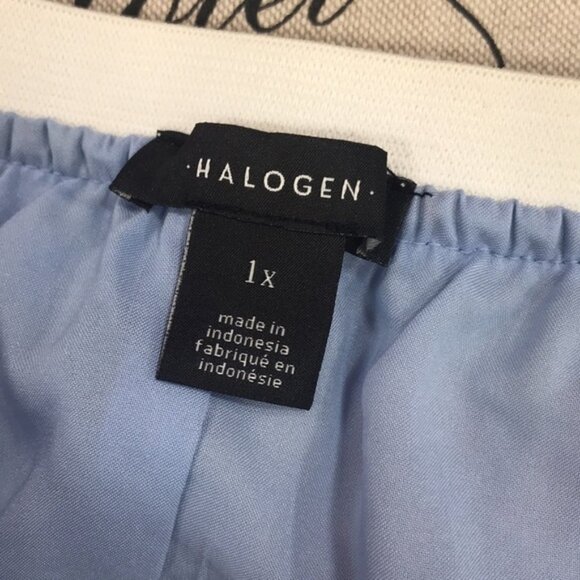 · HALOGEN ·
1x
made in
indonesia
fabriqué en
indonésie